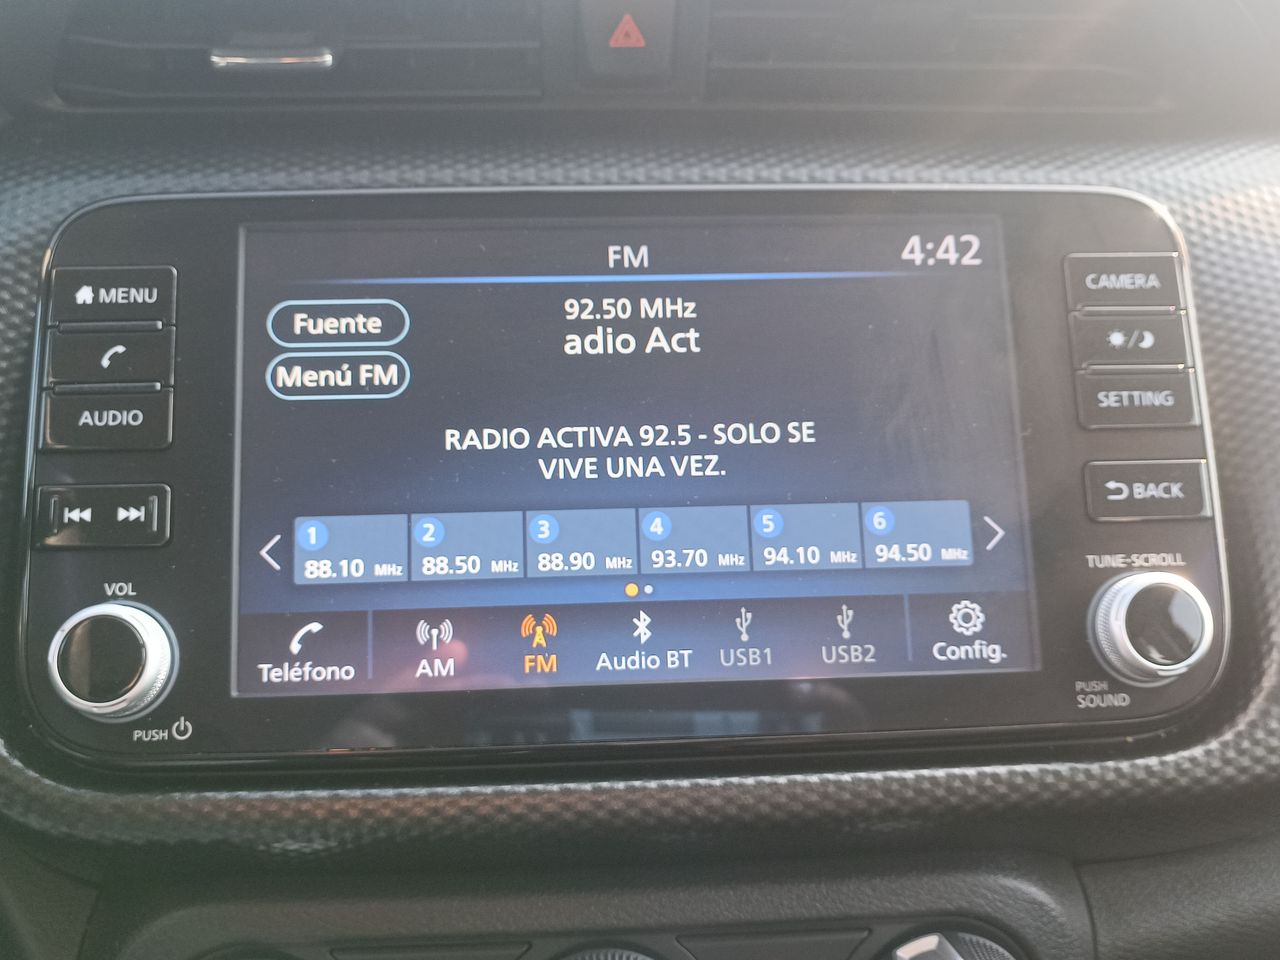 FM
4:42
92.50 MHz
adio Act
Fuente
Menú FM
RADIO ACTIVA 92.5 - SOLO SE
VIVE UNA VEZ.
1 2 3 4 5 6
88.10 MHz 88.50 MHz 88.90 MHz 93.70 MHz 94.10 MHz 94.50 MHz
Teléfono AM FM Audio BT USB1 USB2 Config.
MENU
AUDIO
VOL
PUSH
CAMERA
SETTING
BACK
TUNE-SCROLL
PUSH
SOUND